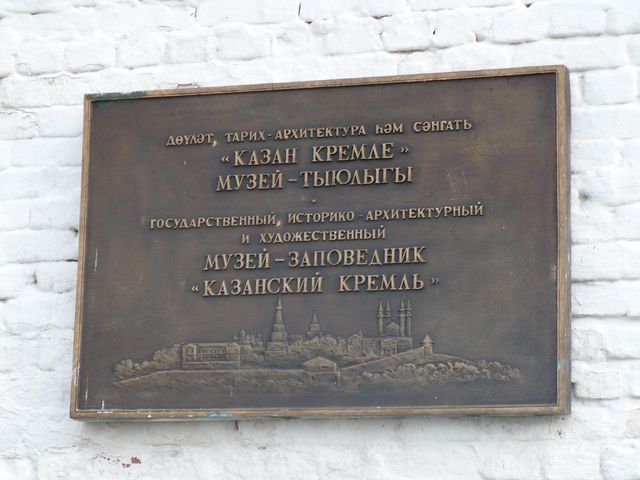 ДӘҮЛӘТ, ТАРИХ-АРХИТЕКТУРА ҺӘМ СӘНГАТЬ
"КАЗАН КРЕМЛЕ"
МУЗЕЙ-ТЫЮЛЫГЫ
ГОСУДАРСТВЕННЫЙ, ИСТОРИКО-АРХИТЕКТУРНЫЙ
И ХУДОЖЕСТВЕННЫЙ
МУЗЕЙ-ЗАПОВЕДНИК
"КАЗАНСКИЙ КРЕМЛЬ"